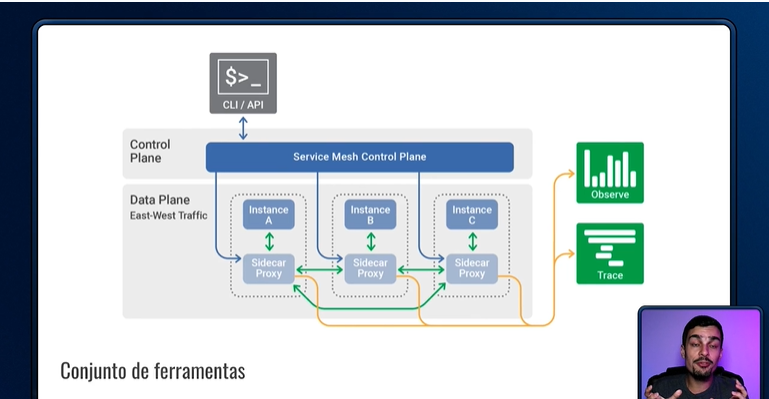 $>_
CLI / API
Control
Plane
Service Mesh Control Plane
Data Plane
East-West Traffic
Instance
A
Instance
B
Instance
C
Sidecar
Proxy
Sidecar
Proxy
Sidecar
Proxy
Observe
Trace
Conjunto de ferramentas